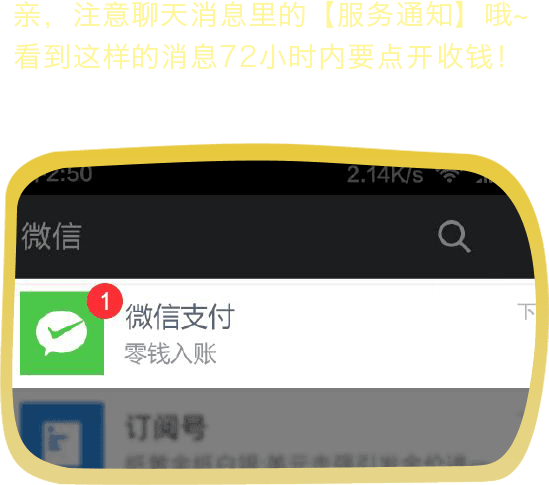 亲，注意聊天消息里的【服务通知】哦~
看到这样的消息72小时内要点开收钱！
2:50
2.14K/s
微信
1
微信支付
下
零钱入账
订阅号